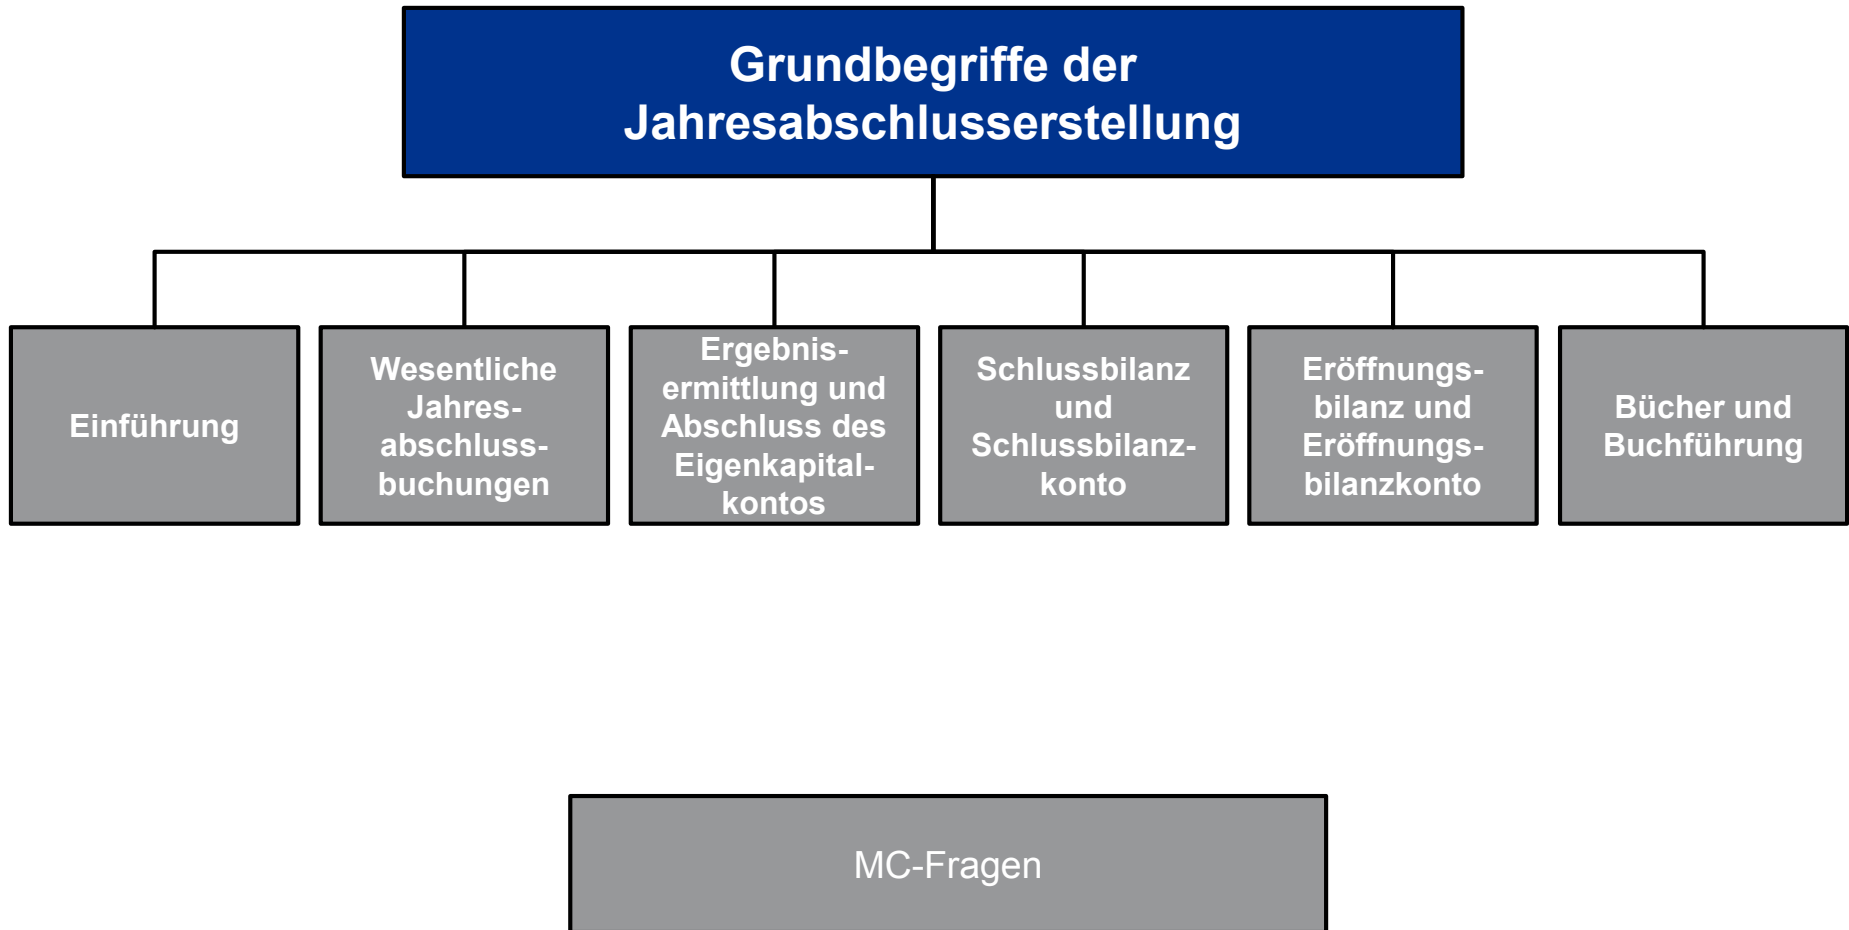 Grundbegriffe der
Jahresabschlusserstellung
Einführung
Wesentliche
Jahres-
abschluss-
buchungen
Ergebnis-
ermittlung und
Abschluss des
Eigenkapital-
kontos
Schlussbilanz
und
Schlussbilanz-
konto
Eröffnungs-
bilanz und
Eröffnungs-
bilanzkonto
Bücher und
Buchführung
MC-Fragen